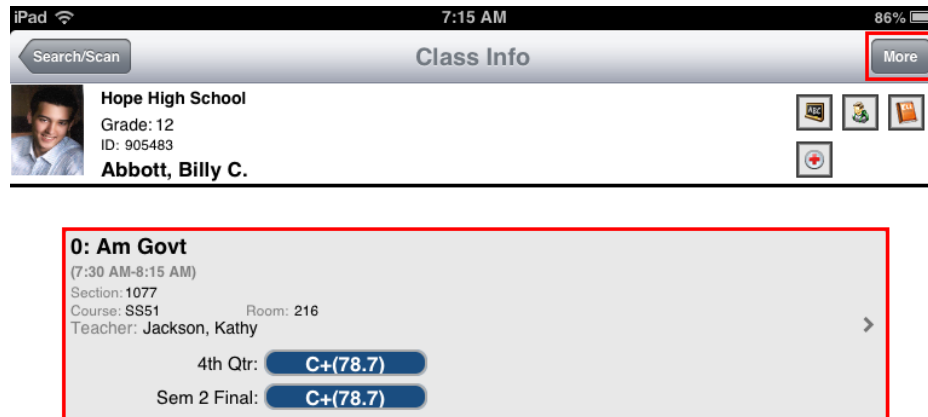 iPad 7:15 AM 86%
Search/Scan Class Info More
Hope High School
Grade: 12
ID: 905483
Abbott, Billy C.
ABC
0: Am Govt
(7:30 AM-8:15 AM)
Section: 1077
Course: SS51 Room: 216
Teacher: Jackson, Kathy
4th Qtr: C+(78.7)
Sem 2 Final: C+(78.7)